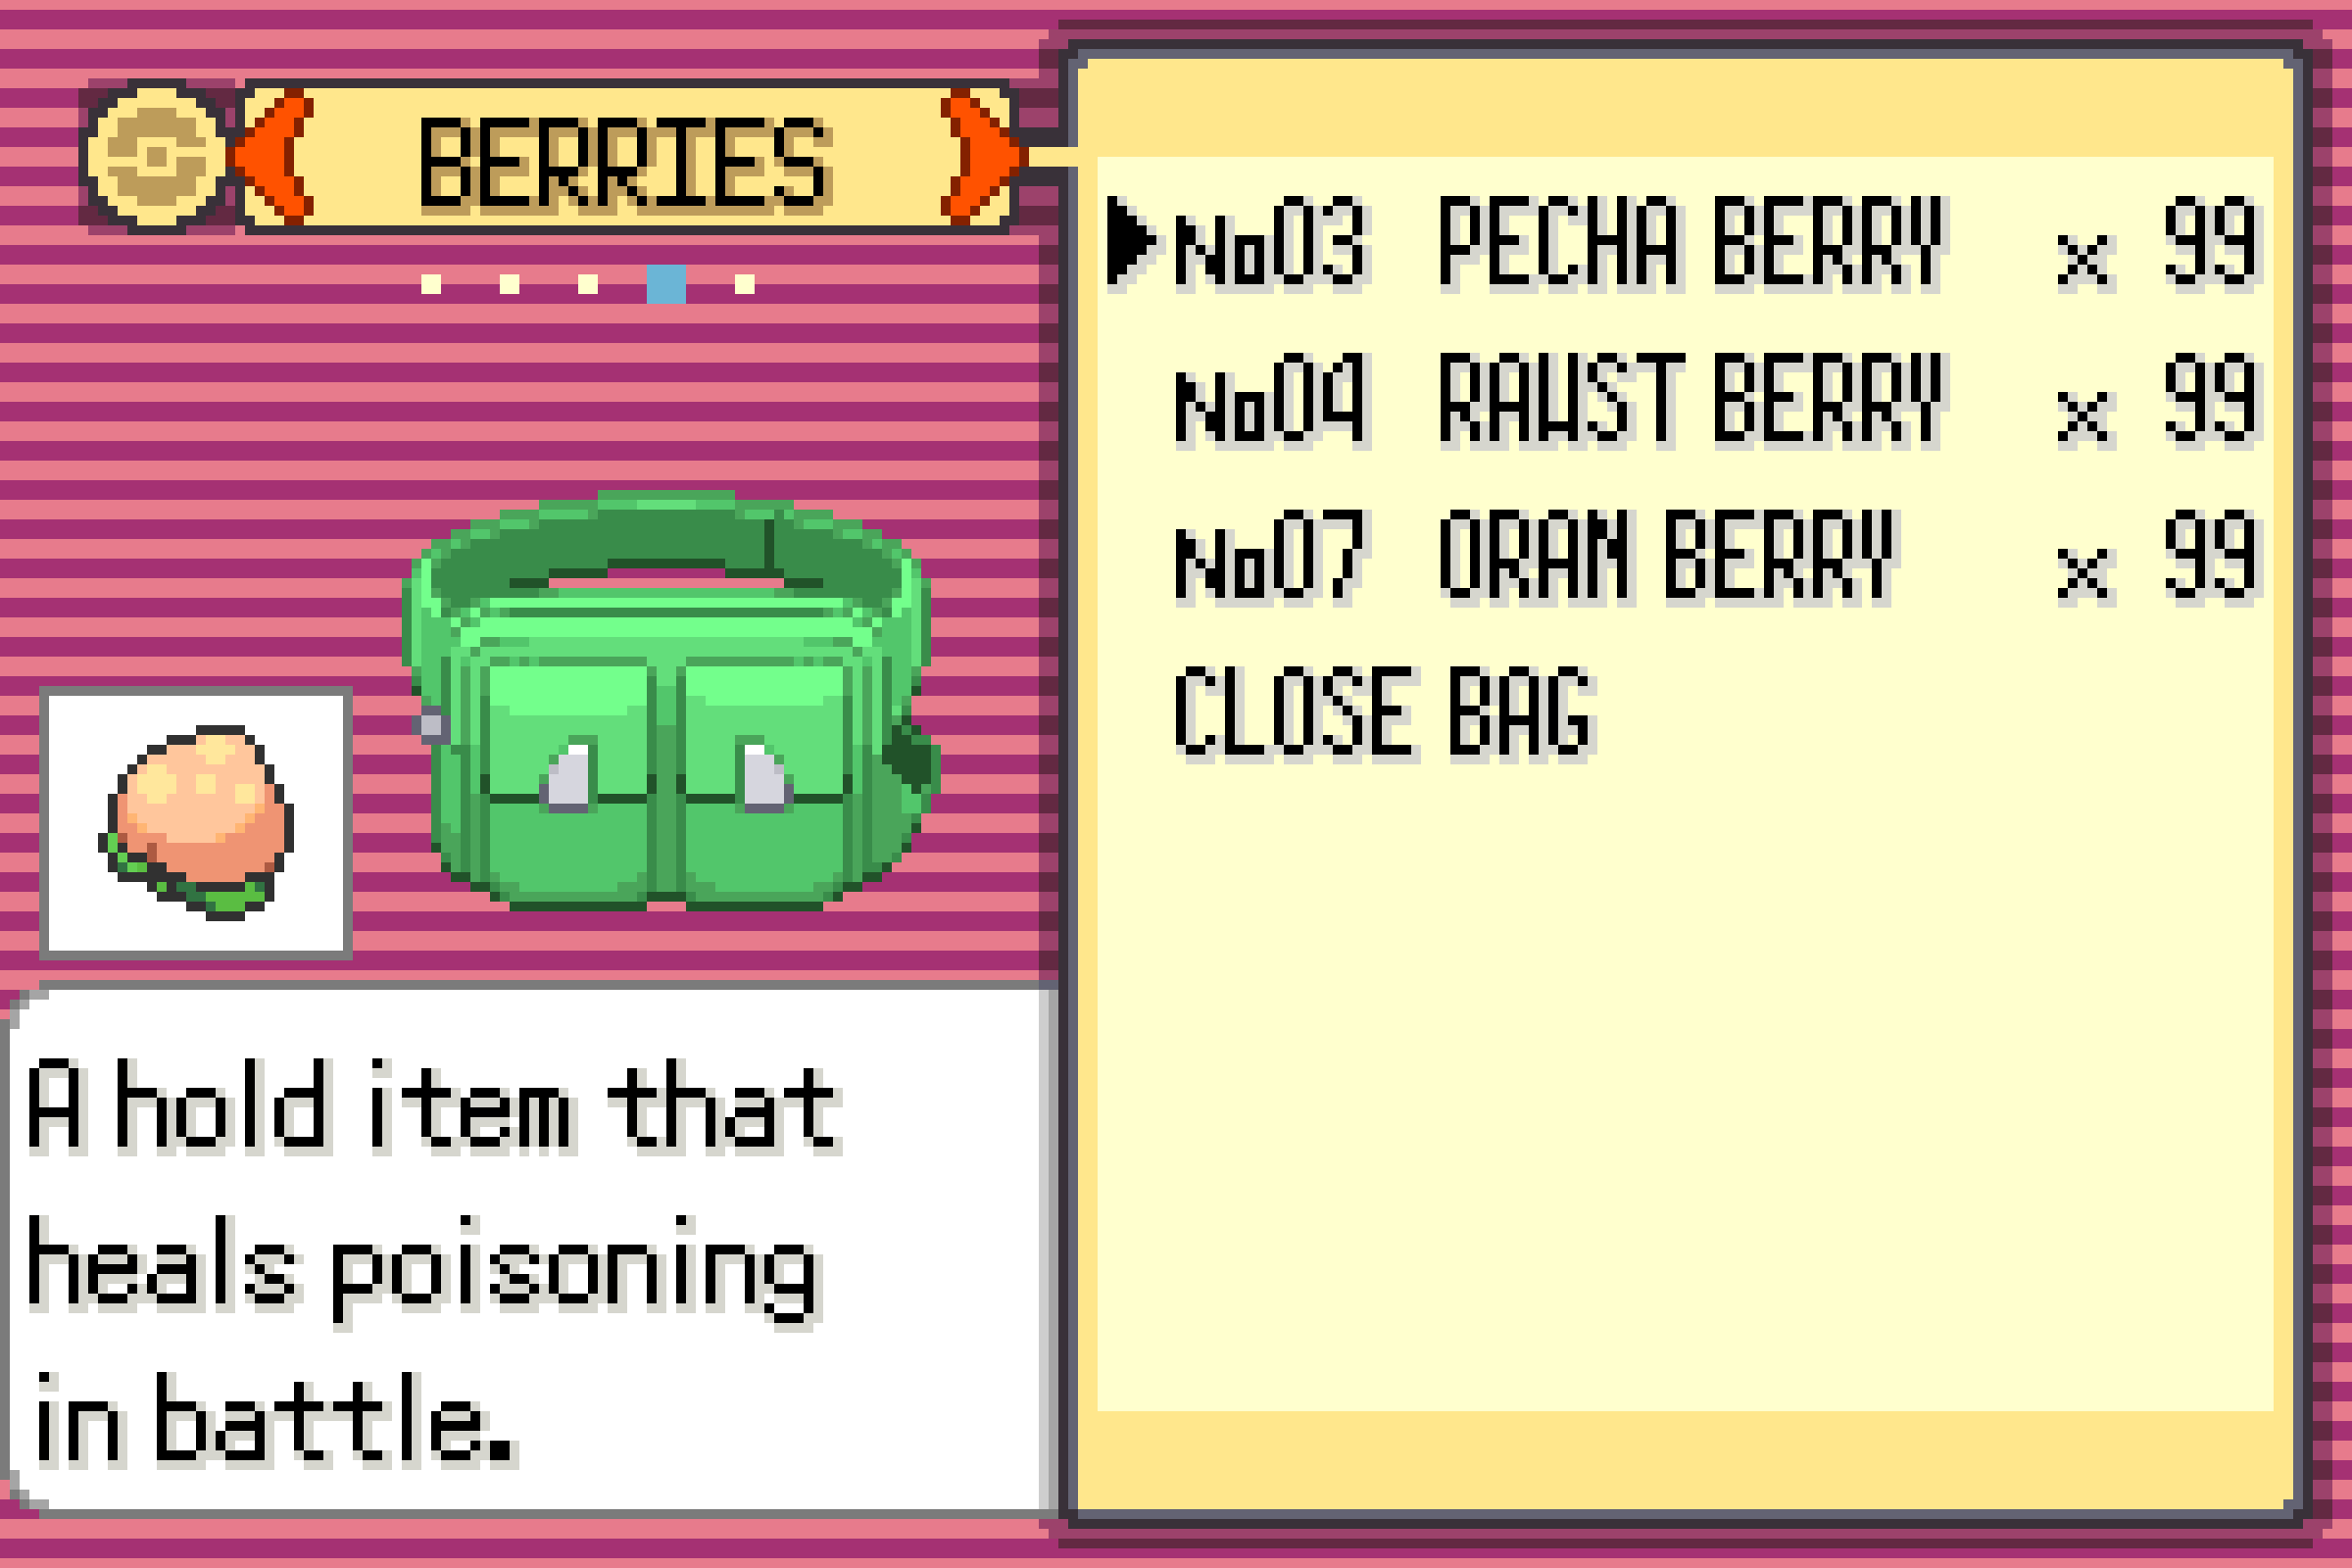 BERRIES
No03 PECHA BERRY x 99
No04 RAWST BERRY x 99
No07 ORAN BERRY x 99
CLOSE BAG
A hold item that
heals poisoning
in battle.